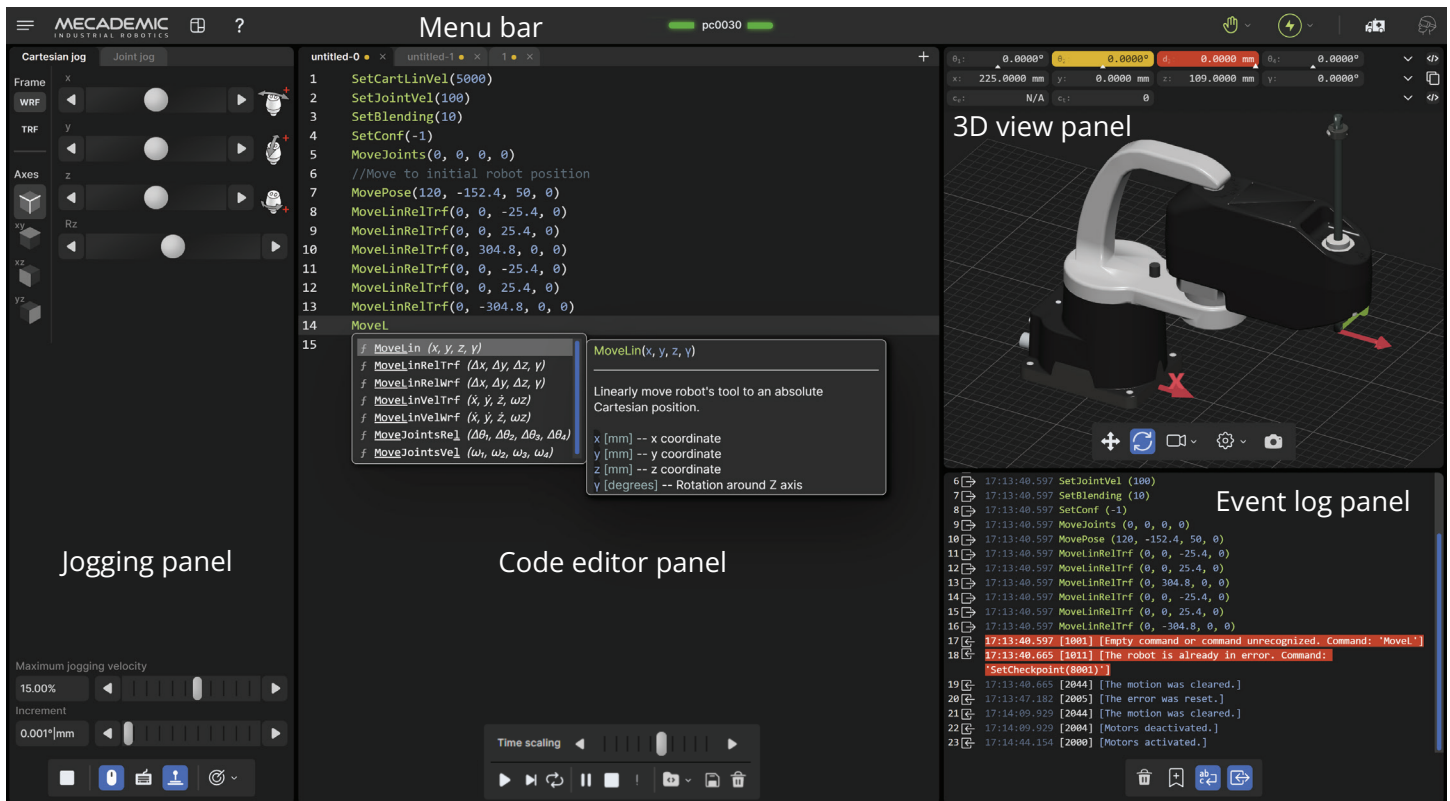 MECADEMIC
INDUSTRIAL ROBOTICS
?
Menu bar
pc0030
Cartesian jog
Joint jog
Frame
WRF
TRF
Axes
xy
xz
yz
x
y
z
Rz
Jogging panel
Maximum jogging velocity
15.00%
Increment
0.001°|mm
untitled-0 ● ×
untitled-1 ● ×
1 ● ×
+
1 SetCartLinVel(5000)
2 SetJointVel(100)
3 SetBlending(10)
4 SetConf(-1)
5 MoveJoints(0, 0, 0, 0)
6 //Move to initial robot position
7 MovePose(120, -152.4, 50, 0)
8 MoveLinRelTrf(0, 0, -25.4, 0)
9 MoveLinRelTrf(0, 0, 25.4, 0)
10 MoveLinRelTrf(0, 304.8, 0, 0)
11 MoveLinRelTrf(0, 0, -25.4, 0)
12 MoveLinRelTrf(0, 0, 25.4, 0)
13 MoveLinRelTrf(0, -304.8, 0, 0)
14 MoveL
15
ƒ MoveLin (x, y, z, γ)
ƒ MoveLinRelTrf (Δx, Δy, Δz, γ)
ƒ MoveLinRelWrf (Δx, Δy, Δz, γ)
ƒ MoveLinVelTrf (ẋ, ẏ, ż, ωz)
ƒ MoveLinVelWrf (ẋ, ẏ, ż, ωz)
ƒ MoveJointsRel (Δθ₁, Δθ₂, Δθ₃, Δθ₄)
ƒ MoveJointsVel (ω₁, ω₂, ω₃, ω₄)
MoveLin(x, y, z, γ)
Linearly move robot's tool to an absolute
Cartesian position.
x [mm] -- x coordinate
y [mm] -- y coordinate
z [mm] -- z coordinate
γ [degrees] -- Rotation around Z axis
Code editor panel
Time scaling
θ₁: 0.0000° θ₂ 0.0000° d₃ 0.0000 mm θ₄: 0.0000°
x: 225.0000 mm y: 0.0000 mm z: 109.0000 mm γ: 0.0000°
cₑ: N/A cₜ: 0
3D view panel
X
6 17:13:40.597 SetJointVel (100)
7 17:13:40.597 SetBlending (10)
8 17:13:40.597 SetConf (-1)
9 17:13:40.597 MoveJoints (0, 0, 0, 0)
10 17:13:40.597 MovePose (120, -152.4, 50, 0)
11 17:13:40.597 MoveLinRelTrf (0, 0, -25.4, 0)
12 17:13:40.597 MoveLinRelTrf (0, 0, 25.4, 0)
13 17:13:40.597 MoveLinRelTrf (0, 304.8, 0, 0)
14 17:13:40.597 MoveLinRelTrf (0, 0, -25.4, 0)
15 17:13:40.597 MoveLinRelTrf (0, 0, 25.4, 0)
16 17:13:40.597 MoveLinRelTrf (0, -304.8, 0, 0)
17 17:13:40.597 [1001] [Empty command or command unrecognized. Command: 'MoveL']
18 17:13:40.665 [1011] [The robot is already in error. Command:
'SetCheckpoint(8001)']
19 17:13:40.665 [2044] [The motion was cleared.]
20 17:13:47.182 [2005] [The error was reset.]
21 17:14:09.929 [2044] [The motion was cleared.]
22 17:14:09.929 [2004] [Motors deactivated.]
23 17:14:44.154 [2000] [Motors activated.]
Event log panel